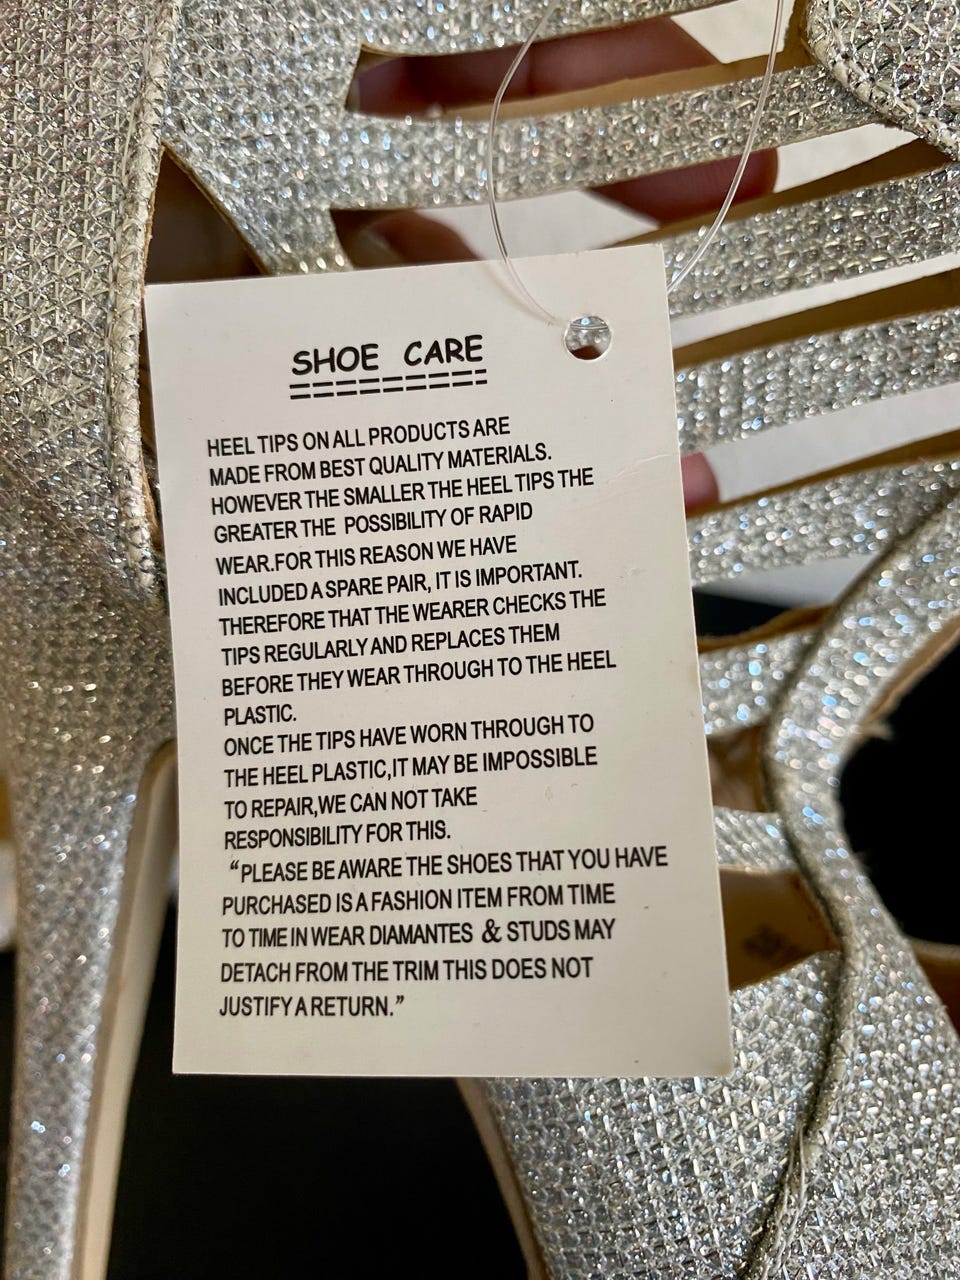 SHOE CARE
=========
HEEL TIPS ON ALL PRODUCTS ARE
MADE FROM BEST QUALITY MATERIALS.
HOWEVER THE SMALLER THE HEEL TIPS THE
GREATER THE POSSIBILITY OF RAPID
WEAR.FOR THIS REASON WE HAVE
INCLUDED A SPARE PAIR, IT IS IMPORTANT.
THEREFORE THAT THE WEARER CHECKS THE
TIPS REGULARLY AND REPLACES THEM
BEFORE THEY WEAR THROUGH TO THE HEEL
PLASTIC.
ONCE THE TIPS HAVE WORN THROUGH TO
THE HEEL PLASTIC,IT MAY BE IMPOSSIBLE
TO REPAIR,WE CAN NOT TAKE
RESPONSIBILITY FOR THIS.
“PLEASE BE AWARE THE SHOES THAT YOU HAVE
PURCHASED IS A FASHION ITEM FROM TIME
TO TIME IN WEAR DIAMANTES & STUDS MAY
DETACH FROM THE TRIM THIS DOES NOT
JUSTIFY A RETURN.”